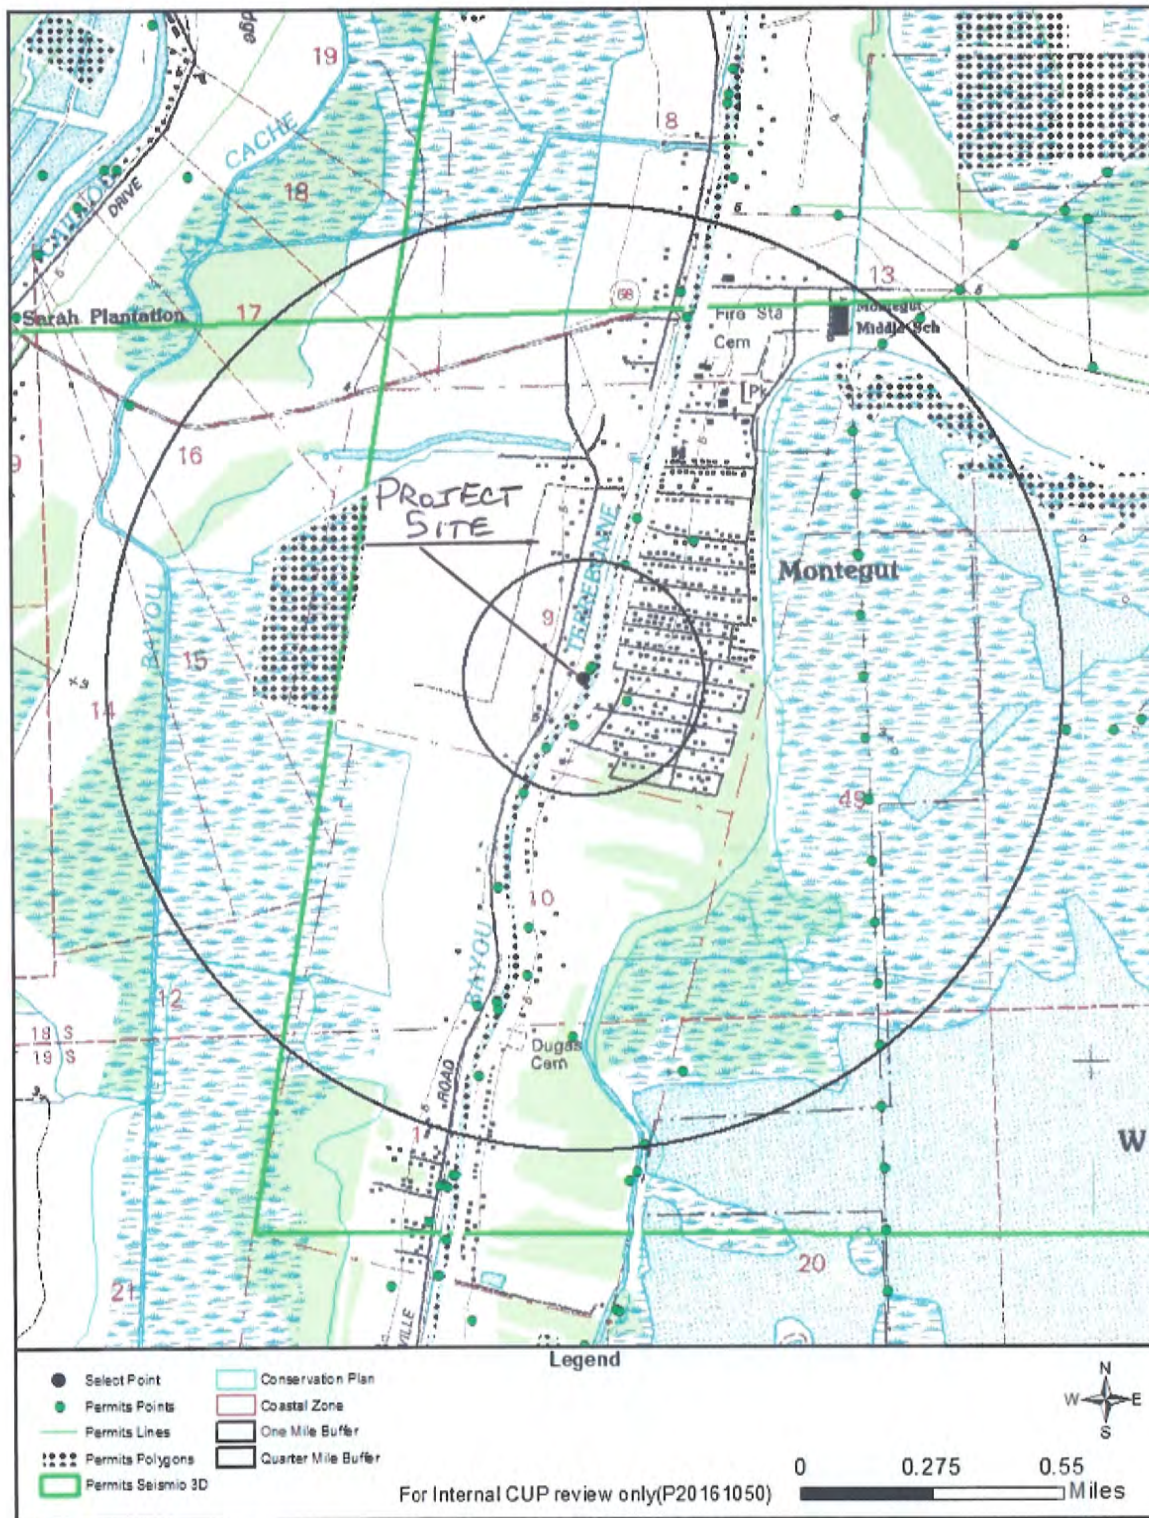 19
CACHE
18
8
DRIVE
17
68
13
Sarah Plantation
Fire Sta
Montegut
Middle Sch
Cem
Pk
16
PROJECT
SITE
TERREBONNE
Montegut
9
BAYOU
15
14
49
10
BAYOU
12
18 S
19 S
Dugas
Cem
ROAD
1
W
20
21
VILLE
Legend
Select Point
Permits Points
Permits Lines
Permits Polygons
Permits Seismic 3D
Conservation Plan
Coastal Zone
One Mile Buffer
Quarter Mile Buffer
N
W E
S
0 0.275 0.55
Miles
For Internal CUP review only(P20161050)